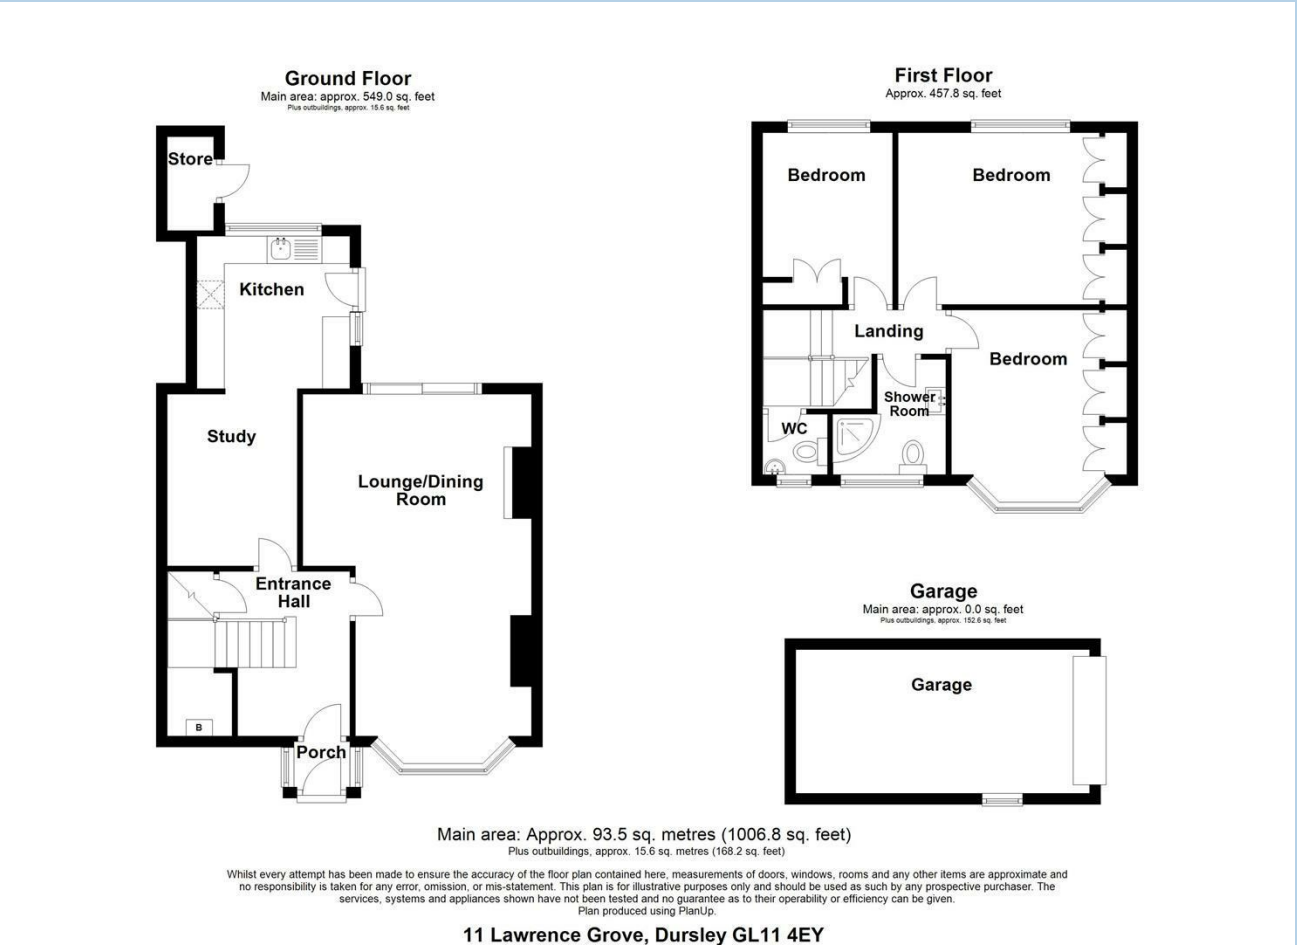 Ground Floor
Main area: approx. 549.0 sq. feet
Plus outbuildings, approx. 15.6 sq. feet
Store
Kitchen
Study
Lounge/Dining
Room
Entrance
Hall
B
Porch
First Floor
Approx. 457.8 sq. feet
Bedroom
Bedroom
Landing
Bedroom
Shower
Room
WC
Garage
Main area: approx. 0.0 sq. feet
Plus outbuildings, approx. 152.6 sq. feet
Garage
Main area: Approx. 93.5 sq. metres (1006.8 sq. feet)
Plus outbuildings, approx. 15.6 sq. metres (168.2 sq. feet)
Whilst every attempt has been made to ensure the accuracy of the floor plan contained here, measurements of doors, windows, rooms and any other items are approximate and
no responsibility is taken for any error, omission, or mis-statement. This plan is for illustrative purposes only and should be used as such by any prospective purchaser. The
services, systems and appliances shown have not been tested and no guarantee as to their operability or efficiency can be given.
Plan produced using PlanUp.
11 Lawrence Grove, Dursley GL11 4EY